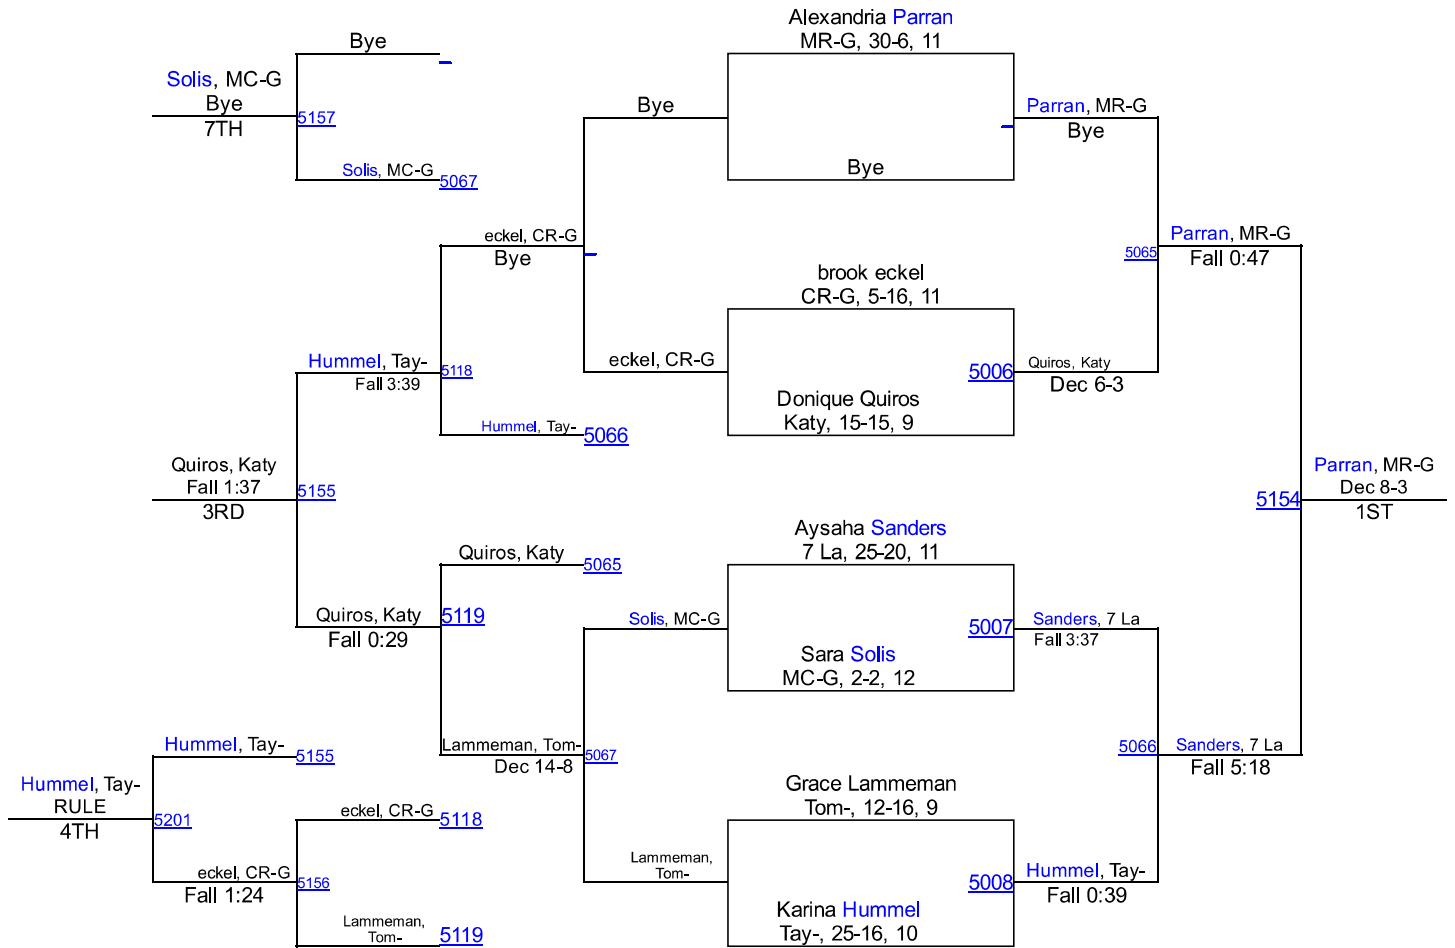 Alexandria Parran
MR-G, 30-6, 11
Bye
Solis, MC-G
Bye
7TH
5157
Solis, MC-G
5067
Bye
Parran, MR-G
Bye
Bye
eckel, CR-G
Bye
Parran, MR-G
Fall 0:47
5065
brook eckel
CR-G, 5-16, 11
Hummel, Tay-
Fall 3:39
5118
eckel, CR-G
5006
Quiros, Katy
Dec 6-3
Donique Quiros
Katy, 15-15, 9
Hummel, Tay-
5066
Quiros, Katy
Fall 1:37
3RD
5155
Parran, MR-G
Dec 8-3
1ST
5154
Aysaha Sanders
7 La, 25-20, 11
Quiros, Katy
5065
Quiros, Katy
Fall 0:29
5119
Solis, MC-G
5007
Sanders, 7 La
Fall 3:37
Sara Solis
MC-G, 2-2, 12
Hummel, Tay-
5155
Lammeman, Tom-
Dec 14-8
5067
5066
Sanders, 7 La
Fall 5:18
Hummel, Tay-
RULE
4TH
5201
Grace Lammeman
Tom-, 12-16, 9
eckel, CR-G
5118
eckel, CR-G
Fall 1:24
5156
Lammeman,
Tom-
5008
Hummel, Tay-
Fall 0:39
Karina Hummel
Tay-, 25-16, 10
Lammeman,
Tom-
5119